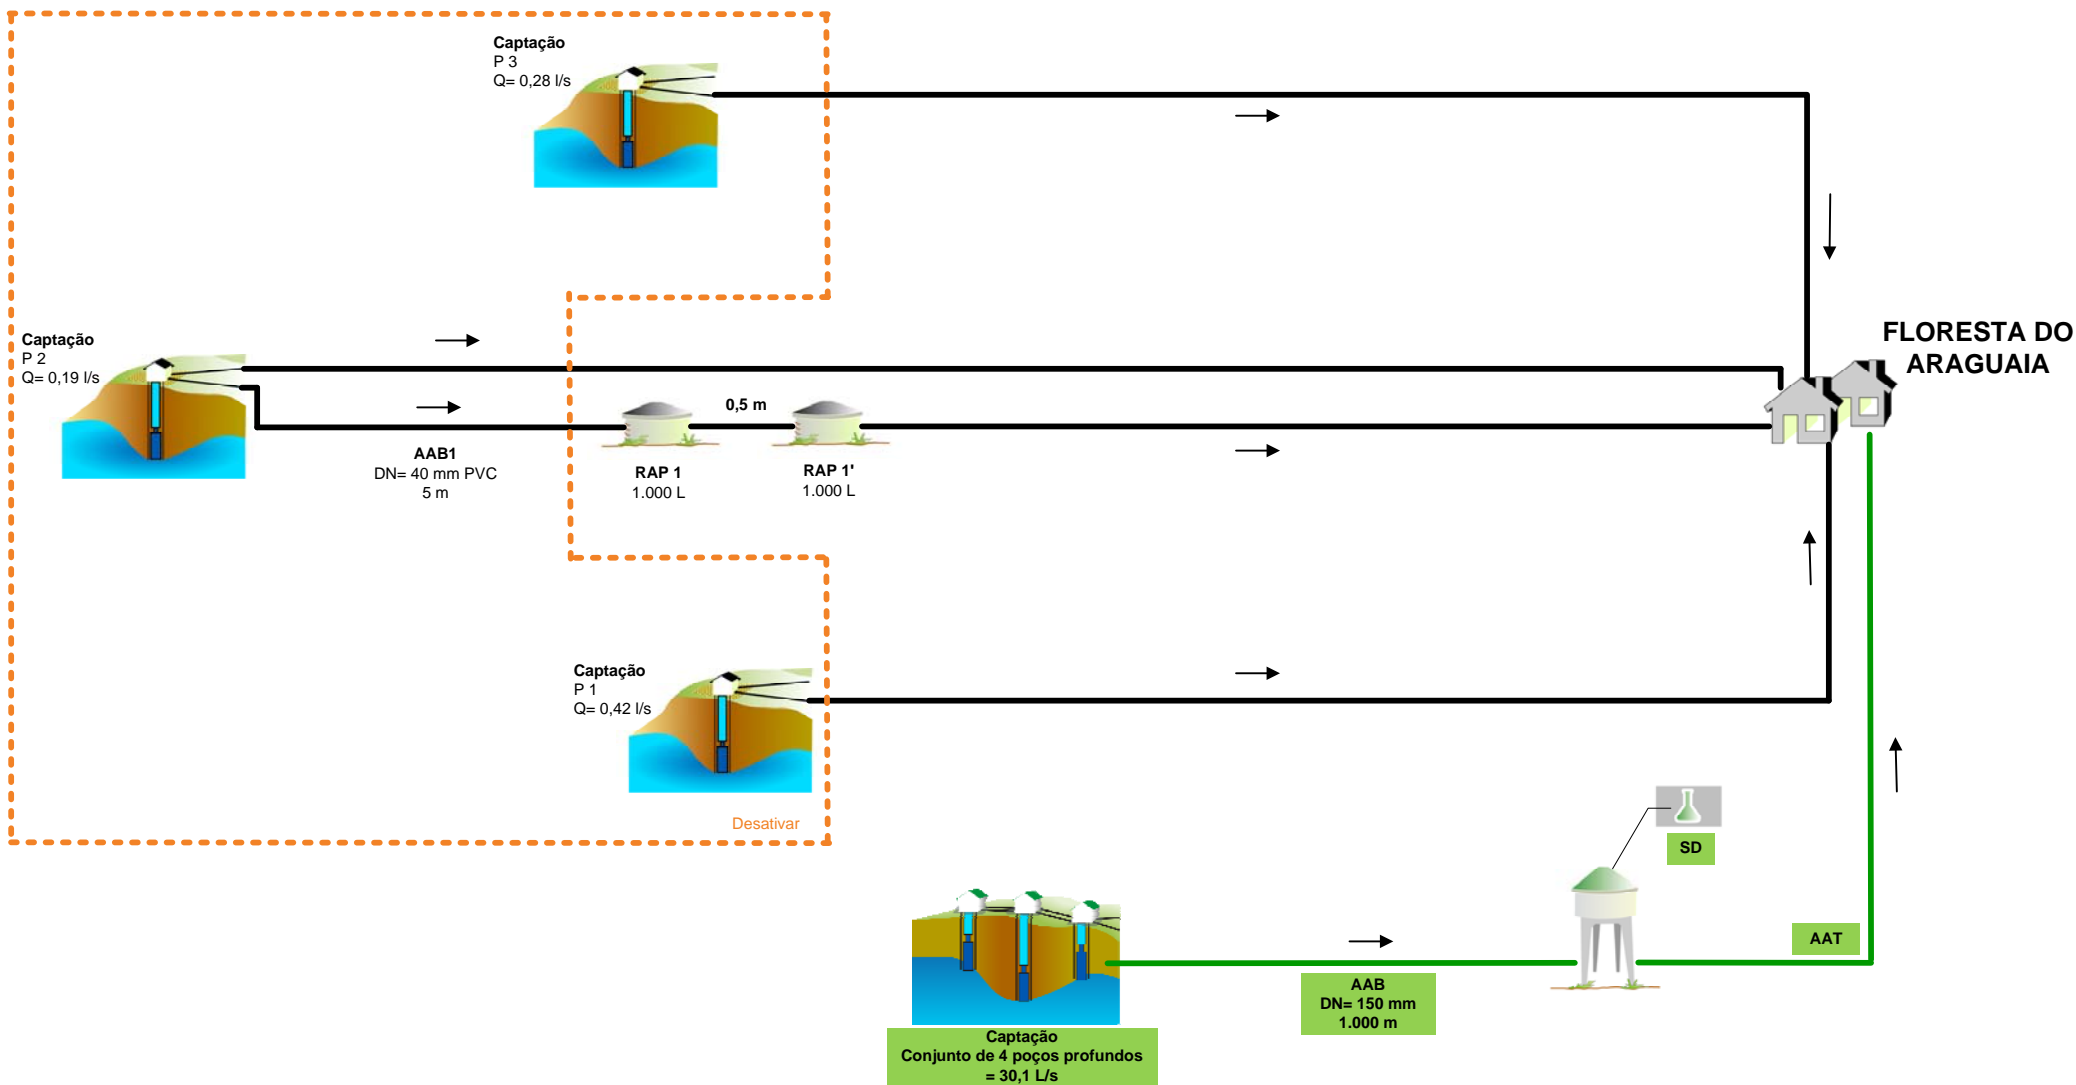 Captação
P 3
Q= 0,28 l/s
FLORESTA DO
ARAGUAIA
Captação
P 2
Q= 0,19 l/s
0,5 m
AAB1
DN= 40 mm PVC
5 m
RAP 1
1.000 L
RAP 1'
1.000 L
Captação
P 1
Q= 0,42 l/s
Desativar
SD
AAT
AAB
DN= 150 mm
1.000 m
Captação
Conjunto de 4 poços profundos
= 30,1 L/s